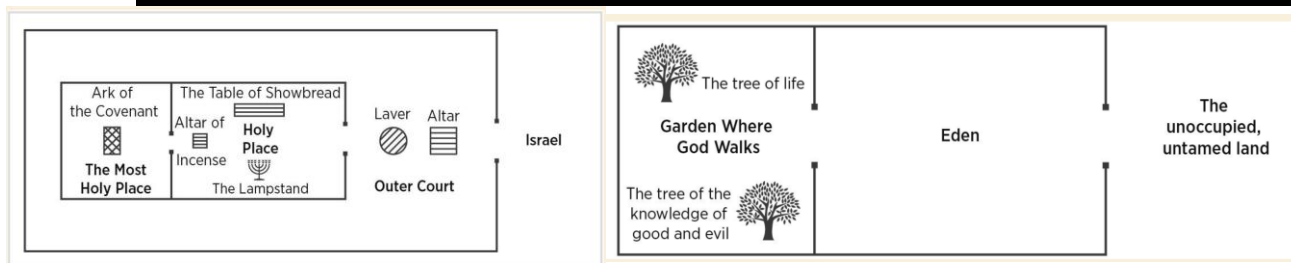 Ark of
the Covenant
The Most
Holy Place
The Table of Showbread
Altar of
Incense
Holy
Place
The Lampstand
Laver
Altar
Outer Court
Israel
The tree of life
Garden Where
God Walks
The tree of the
knowledge of
good and evil
Eden
The
unoccupied,
untamed land